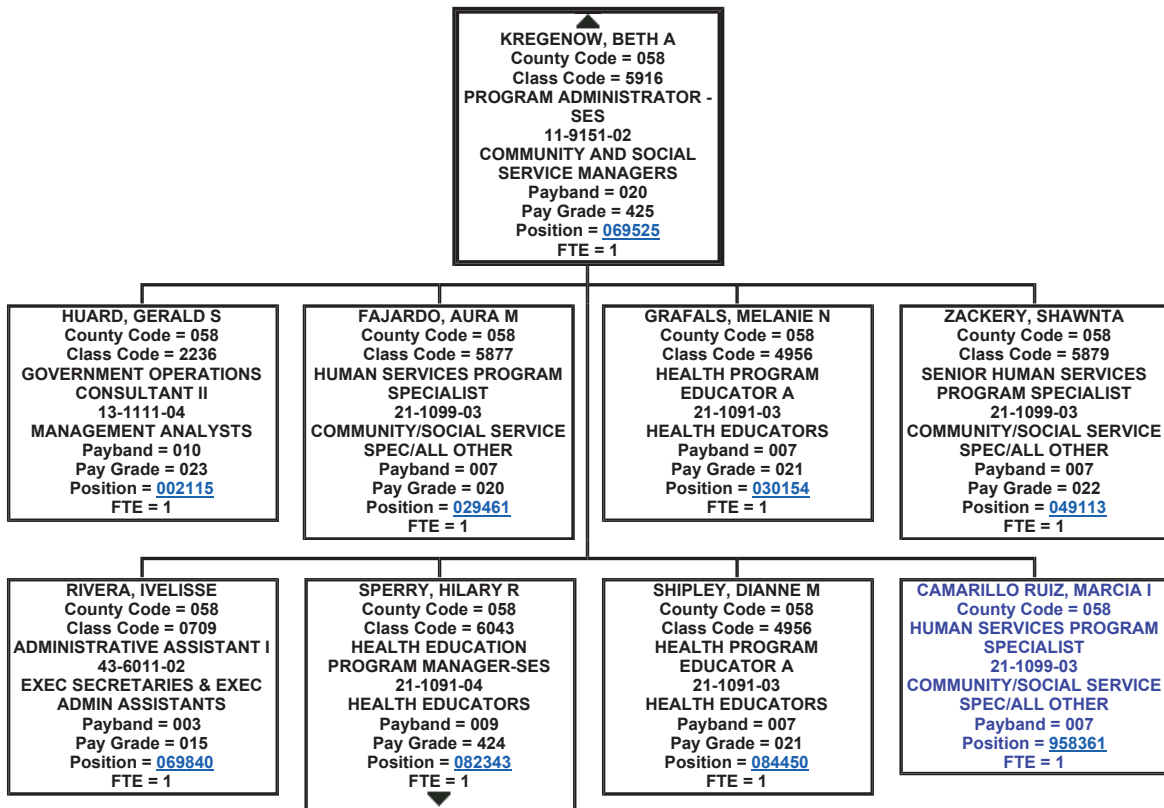 KREGENOW, BETH A
County Code = 058
Class Code = 5916
PROGRAM ADMINISTRATOR -
SES
11-9151-02
COMMUNITY AND SOCIAL
SERVICE MANAGERS
Payband = 020
Pay Grade = 425
Position = 069525
FTE = 1
HUARD, GERALD S
County Code = 058
Class Code = 2236
GOVERNMENT OPERATIONS
CONSULTANT II
13-1111-04
MANAGEMENT ANALYSTS
Payband = 010
Pay Grade = 023
Position = 002115
FTE = 1
FAJARDO, AURA M
County Code = 058
Class Code = 5877
HUMAN SERVICES PROGRAM
SPECIALIST
21-1099-03
COMMUNITY/SOCIAL SERVICE
SPEC/ALL OTHER
Payband = 007
Pay Grade = 020
Position = 029461
FTE = 1
GRAFALS, MELANIE N
County Code = 058
Class Code = 4956
HEALTH PROGRAM
EDUCATOR A
21-1091-03
HEALTH EDUCATORS
Payband = 007
Pay Grade = 021
Position = 030154
FTE = 1
ZACKERY, SHAWNTA
County Code = 058
Class Code = 5879
SENIOR HUMAN SERVICES
PROGRAM SPECIALIST
21-1099-03
COMMUNITY/SOCIAL SERVICE
SPEC/ALL OTHER
Payband = 007
Pay Grade = 022
Position = 049113
FTE = 1
RIVERA, IVELISSE
County Code = 058
Class Code = 0709
ADMINISTRATIVE ASSISTANT I
43-6011-02
EXEC SECRETARIES & EXEC
ADMIN ASSISTANTS
Payband = 003
Pay Grade = 015
Position = 069840
FTE = 1
SPERRY, HILARY R
County Code = 058
Class Code = 6043
HEALTH EDUCATION
PROGRAM MANAGER-SES
21-1091-04
HEALTH EDUCATORS
Payband = 009
Pay Grade = 424
Position = 082343
FTE = 1
SHIPLEY, DIANNE M
County Code = 058
Class Code = 4956
HEALTH PROGRAM
EDUCATOR A
21-1091-03
HEALTH EDUCATORS
Payband = 007
Pay Grade = 021
Position = 084450
FTE = 1
CAMARILLO RUIZ, MARCIA I
County Code = 058
HUMAN SERVICES PROGRAM
SPECIALIST
21-1099-03
COMMUNITY/SOCIAL SERVICE
SPEC/ALL OTHER
Payband = 007
Position = 958361
FTE = 1